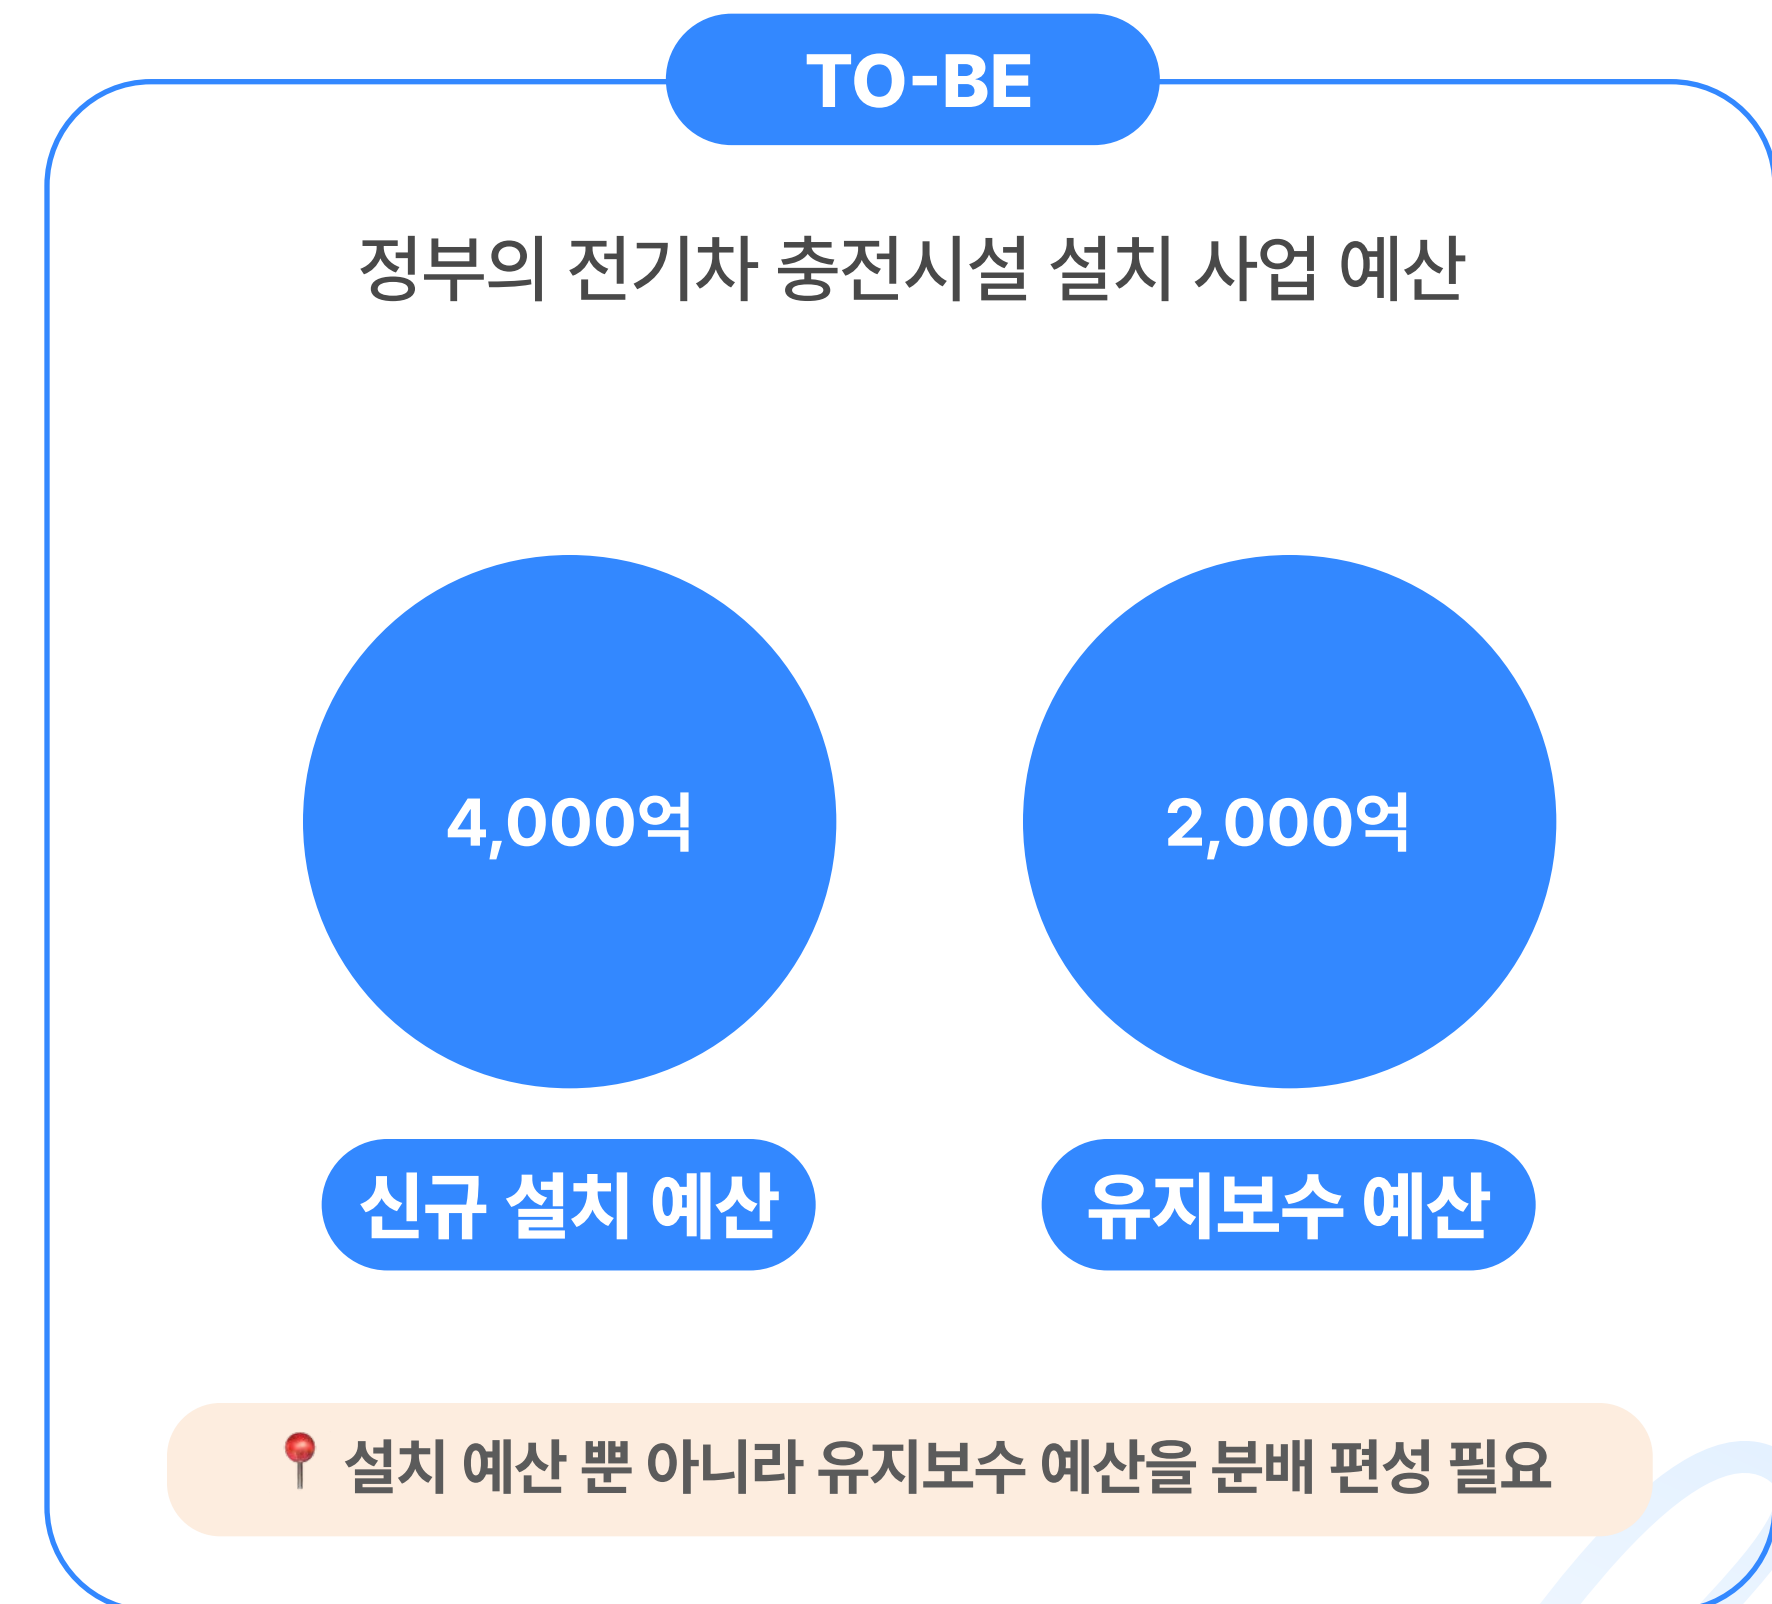 TO-BE
정부의 전기차 충전시설 설치 사업 예산
4,000억
2,000억
신규 설치 예산
유지보수 예산
설치 예산 뿐 아니라 유지보수 예산을 분배 편성 필요